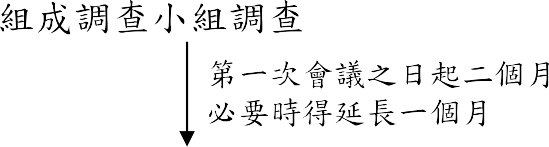 組成調查小組調查
第一次會議之日起二個月
必要時得延長一個月